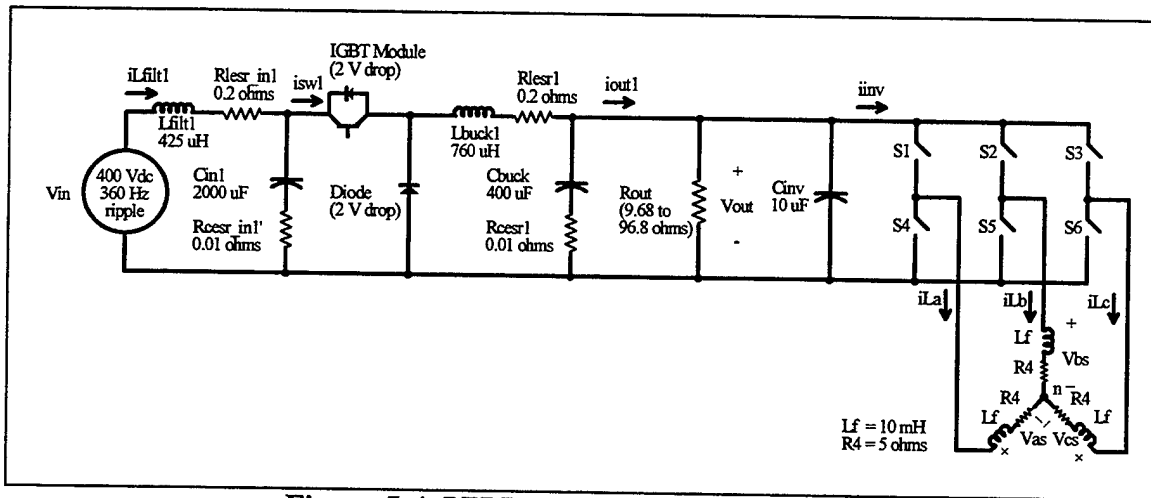 IGBT Module
(2 V drop)
iLfilt1
Rlesr_in1
0.2 ohms
isw1
Rlesr1
0.2 ohms
iout1
iinv
Lfilt1
425 uH
Lbuck1
760 uH
S1
S2
S3
Vin
400 Vdc
360 Hz
ripple
Cin1
2000 uF
Rcesr_in1'
0.01 ohms
Diode
(2 V drop)
Cbuck
400 uF
Rcesr1
0.01 ohms
Rout
(9.68 to
96.8 ohms)
+
Vout
-
Cinv
10 uF
S4
S5
S6
iLa
iLb
iLc
Lf
+
R4
Vbs
n
-
R4
R4
Lf
Lf
Vas
Vcs
Lf = 10 mH
R4 = 5 ohms